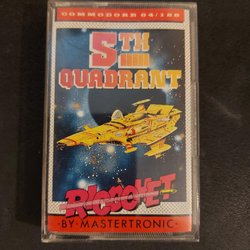 COMMODORE 64/128
5TH
QUADRANT
RICOCHET
·BY·MASTERTRONIC·